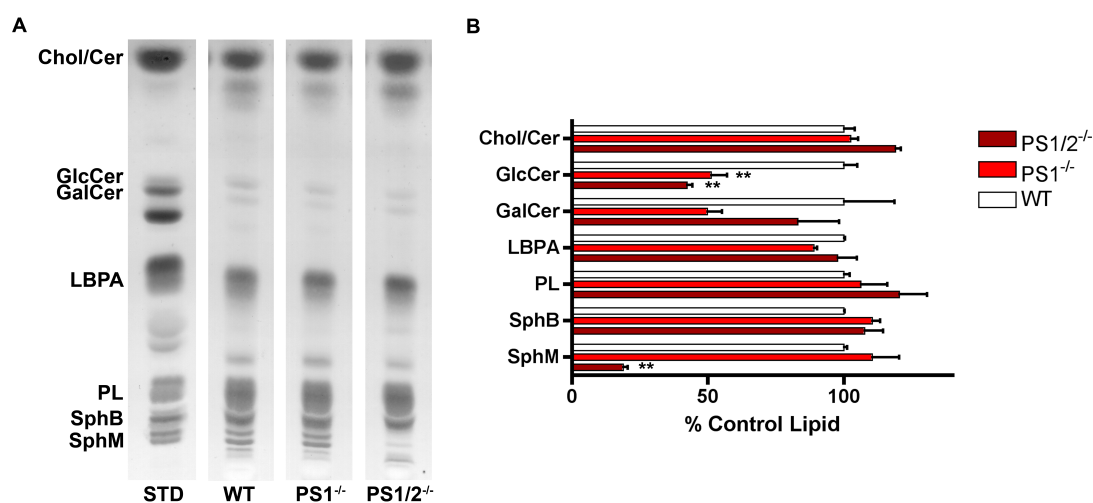 A
Chol/Cer
GlcCer
GalCer
LBPA
PL
SphB
SphM
STD WT PS1-/- PS1/2-/-
B
Chol/Cer
GlcCer
**
**
GalCer
LBPA
PL
SphB
SphM
**
0 50 100
% Control Lipid
PS1/2-/-
PS1-/-
WT